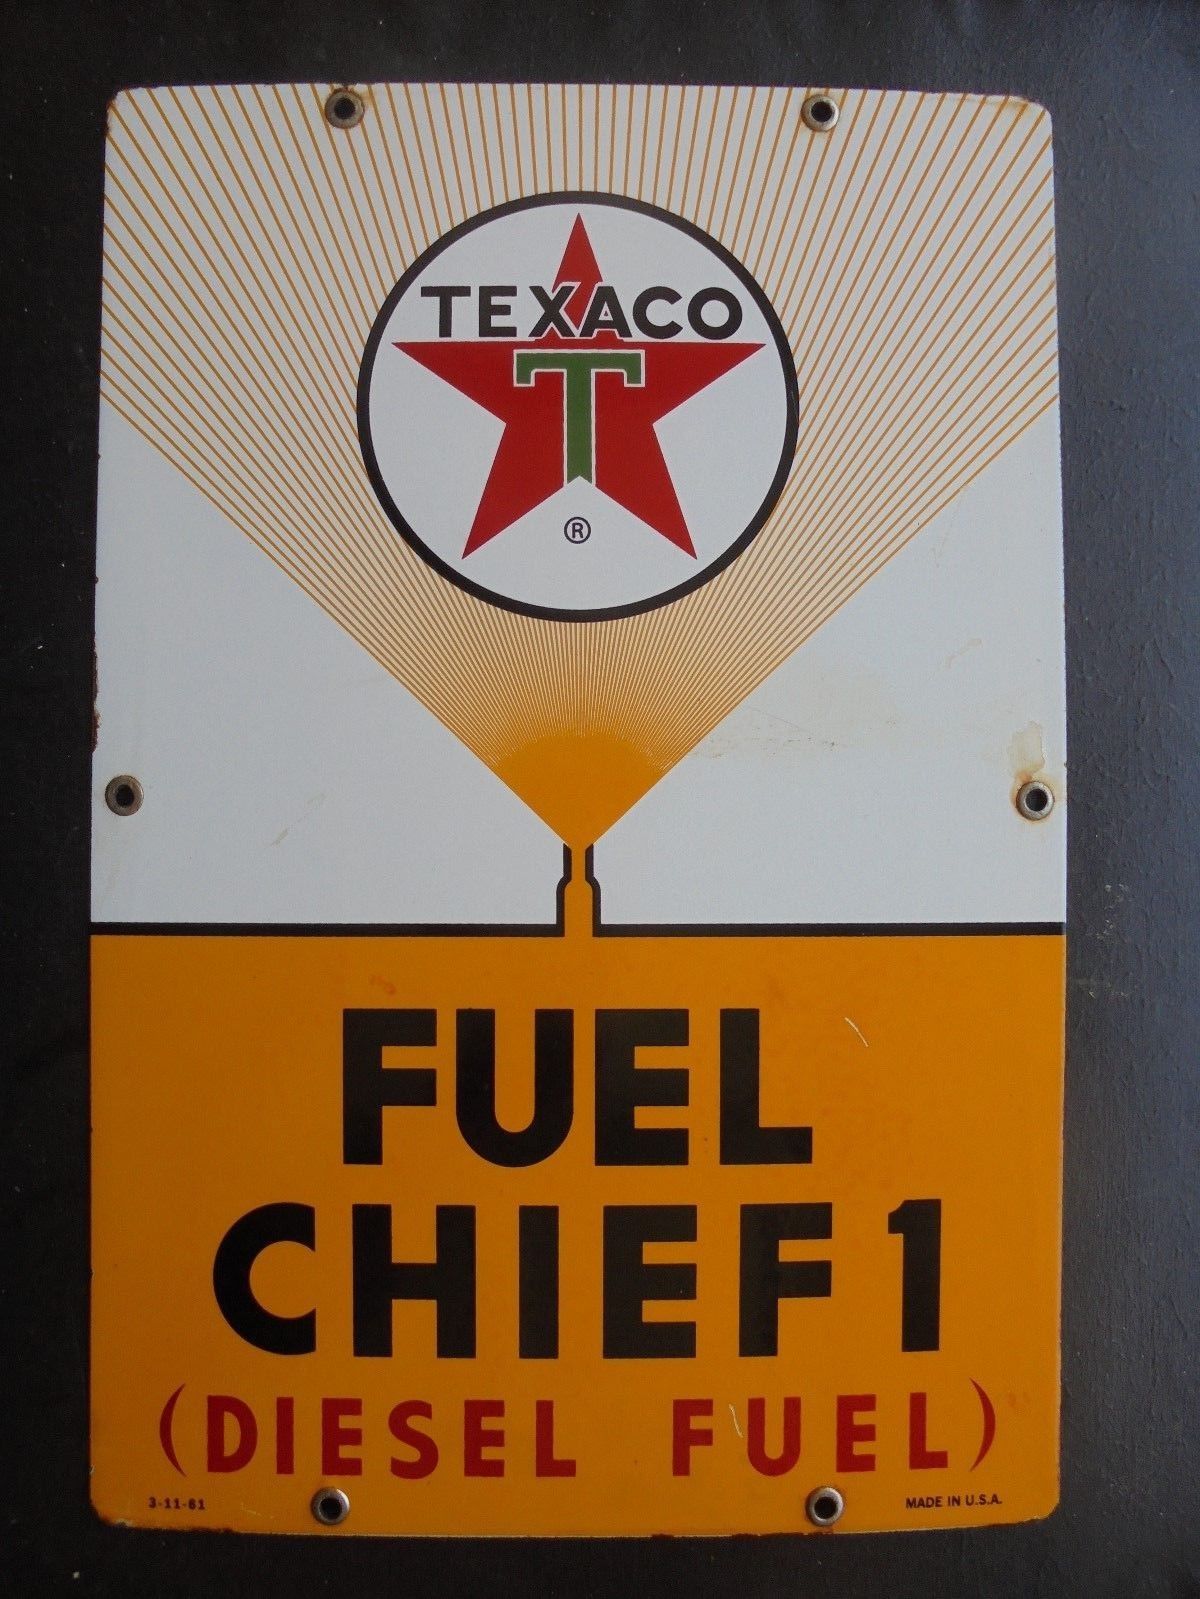 TEXACO
T
®
FUEL
CHIEF 1
(DIESEL FUEL)
3-11-61 MADE IN U.S.A.